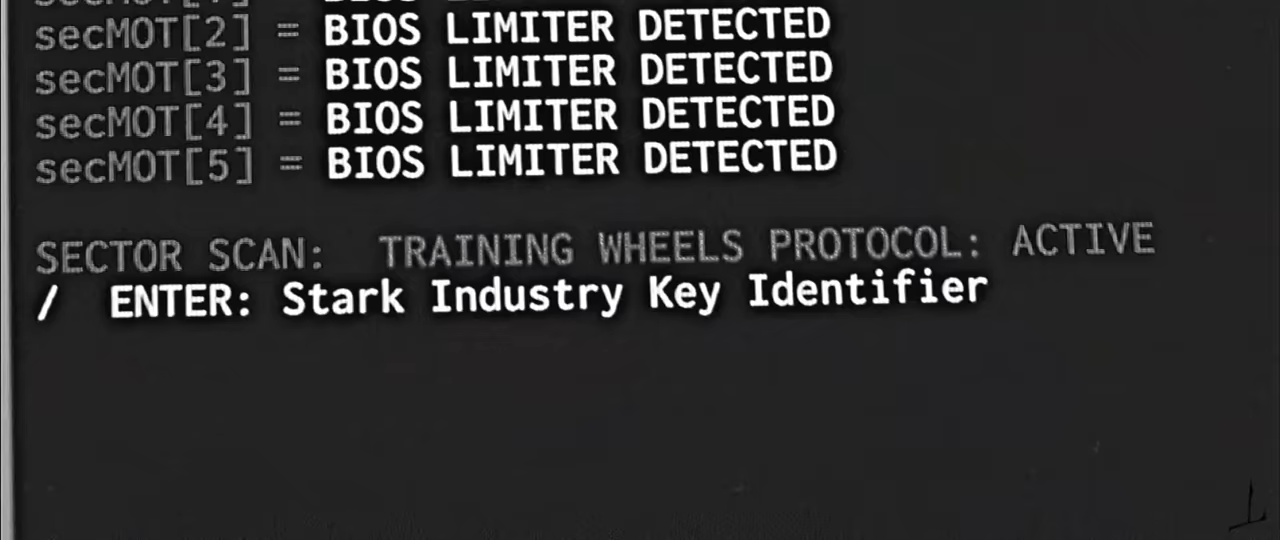 secMOT[2] = BIOS LIMITER DETECTED
secMOT[3] = BIOS LIMITER DETECTED
secMOT[4] = BIOS LIMITER DETECTED
secMOT[5] = BIOS LIMITER DETECTED
SECTOR SCAN: TRAINING WHEELS PROTOCOL: ACTIVE
/ ENTER: Stark Industry Key Identifier